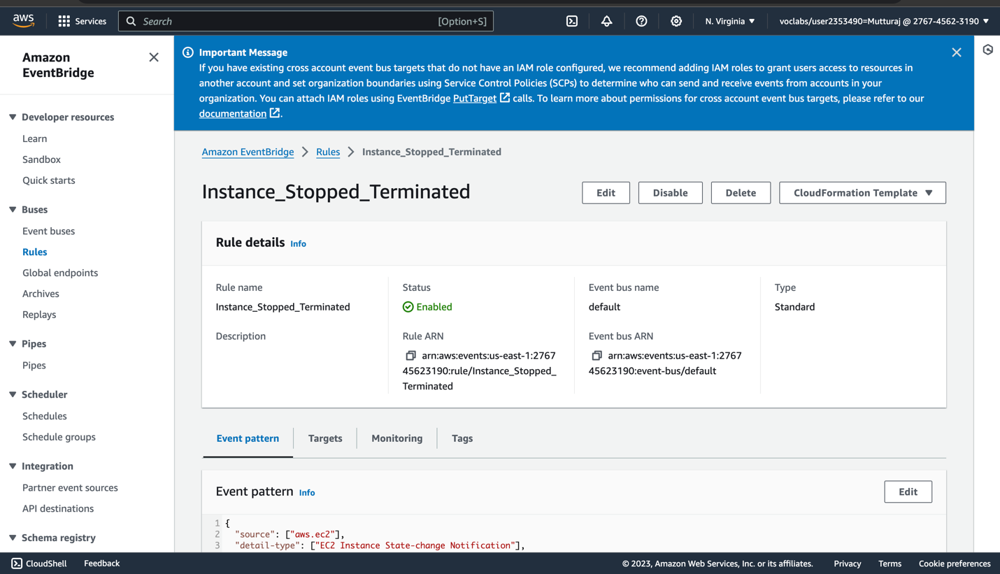 aws
Services
Search
[Option+S]
N. Virginia
voclabs/user2353490=Mutturaj @ 2767-4562-3190
Amazon
EventBridge
Developer resources
Learn
Sandbox
Quick starts
Buses
Event buses
Rules
Global endpoints
Archives
Replays
Pipes
Pipes
Scheduler
Schedules
Schedule groups
Integration
Partner event sources
API destinations
Schema registry
Important Message
If you have existing cross account event bus targets that do not have an IAM role configured, we recommend adding IAM roles to grant users access to resources in
another account and set organization boundaries using Service Control Policies (SCPs) to determine who can send and receive events from accounts in your
organization. You can attach IAM roles using EventBridge PutTarget calls. To learn more about permissions for cross account event bus targets, please refer to our
documentation.
Amazon EventBridge > Rules > Instance_Stopped_Terminated
Instance_Stopped_Terminated
Edit
Disable
Delete
CloudFormation Template
Rule details Info
Rule name
Instance_Stopped_Terminated
Description
Status
Enabled
Rule ARN
arn:aws:events:us-east-1:2767
45623190:rule/Instance_Stopped_
Terminated
Event bus name
default
Event bus ARN
arn:aws:events:us-east-1:2767
45623190:event-bus/default
Type
Standard
Event pattern
Targets
Monitoring
Tags
Event pattern Info
Edit
1 {
2 "source": ["aws.ec2"],
3 "detail-type": ["EC2 Instance State-change Notification"],
CloudShell
Feedback
© 2023, Amazon Web Services, Inc. or its affiliates.
Privacy
Terms
Cookie preferences